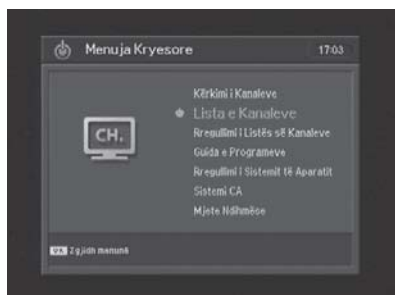 Menuja Kryesore 17:03
Kërkimi i Kanaleve
Lista e Kanaleve
Rregullimi i Listës së Kanaleve
Guida e Programeve
Rregullimi i Sistemit të Aparatit
Sistemi CA
Mjete Ndihmëse
CH.
OK Zgjidh menunë